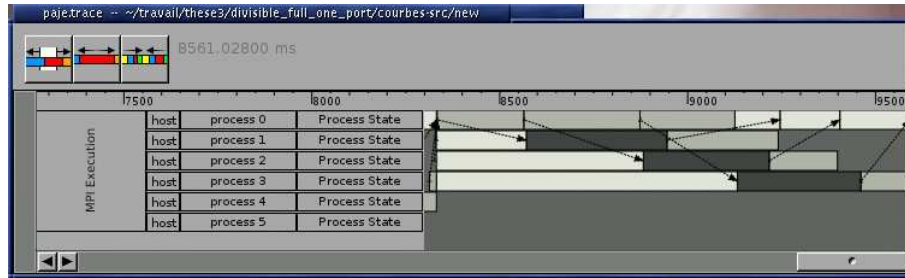 paje.trace -- ~/travail/these3/divisible_full_one_port/courbes-src/new
8561.02800 ms
7500 8000 8500 9000 9500
MPI Execution
host process 0 Process State
host process 1 Process State
host process 2 Process State
host process 3 Process State
host process 4 Process State
host process 5 Process State